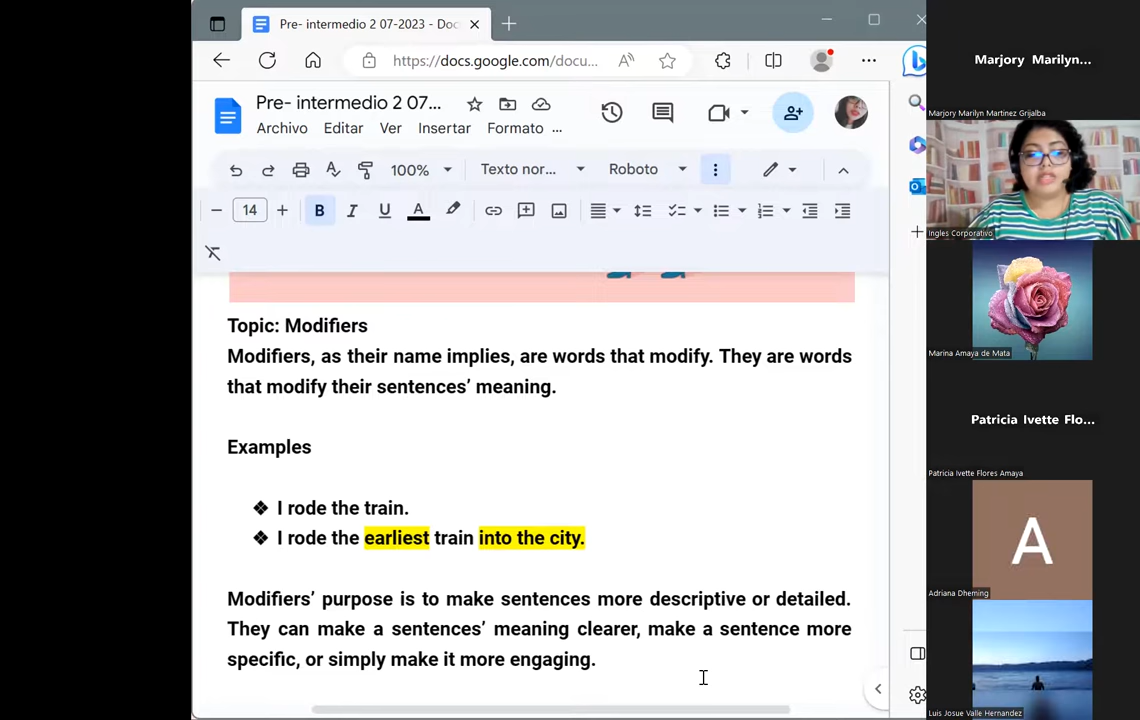 Pre- intermedio 2 07-2023 - Doc
https://docs.google.com/docu...
Pre- intermedio 2 07...
Archivo Editar Ver Insertar Formato ...
100% Texto nor... Roboto
14 B I U A
Topic: Modifiers
Modifiers, as their name implies, are words that modify. They are words
that modify their sentences’ meaning.
Examples
❖ I rode the train.
❖ I rode the earliest train into the city.
Modifiers’ purpose is to make sentences more descriptive or detailed.
They can make a sentences’ meaning clearer, make a sentence more
specific, or simply make it more engaging.
Marjory Marilyn...
Marjory Marilyn Martinez Grijalba
Ingles Corporativo
Marina Amaya de Mata
Patricia Ivette Flo...
Patricia Ivette Flores Amaya
A
Adriana Dheming
Luis Josue Valle Hernandez